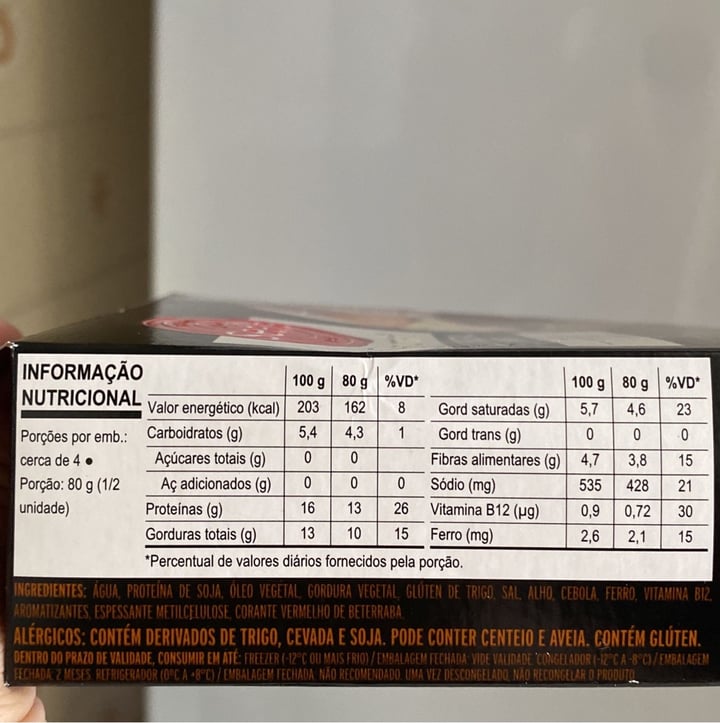 INFORMAÇÃO
NUTRICIONAL
Porções por emb.:
cerca de 4 •
Porção: 80 g (1/2
unidade)
100 g 80 g %VD*
Valor energético (kcal) 203 162 8
Carboidratos (g) 5,4 4,3 1
Açúcares totais (g) 0 0
Aç adicionados (g) 0 0 0
Proteínas (g) 16 13 26
Gorduras totais (g) 13 10 15
100 g 80 g %VD*
Gord saturadas (g) 5,7 4,6 23
Gord trans (g) 0 0 0
Fibras alimentares (g) 4,7 3,8 15
Sódio (mg) 535 428 21
Vitamina B12 (µg) 0,9 0,72 30
Ferro (mg) 2,6 2,1 15
*Percentual de valores diários fornecidos pela porção.
INGREDIENTES: ÁGUA, PROTEÍNA DE SOJA, ÓLEO VEGETAL, GORDURA VEGETAL, GLÚTEN DE TRIGO, SAL, ALHO, CEBOLA, FERRO, VITAMINA B12,
AROMATIZANTES, ESPESSANTE METILCELULOSE, CORANTE VERMELHO DE BETERRABA.
ALÉRGICOS: CONTÉM DERIVADOS DE TRIGO, CEVADA E SOJA. PODE CONTER CENTEIO E AVEIA. CONTÉM GLÚTEN.
DENTRO DO PRAZO DE VALIDADE, CONSUMIR EM ATÉ: FREEZER (-12°C OU MAIS FRIO) / EMBALAGEM FECHADA VIDE VALIDADE CONGELADOR (-12°C A -8°C) / EMBALAGEM
FECHADA 2 MESES REFRIGERADOR (0°C A +8°C) / EMBALAGEM FECHADA NÃO RECOMENDADO. UMA VEZ DESCONGELADO, NÃO RECONGELAR O PRODUTO